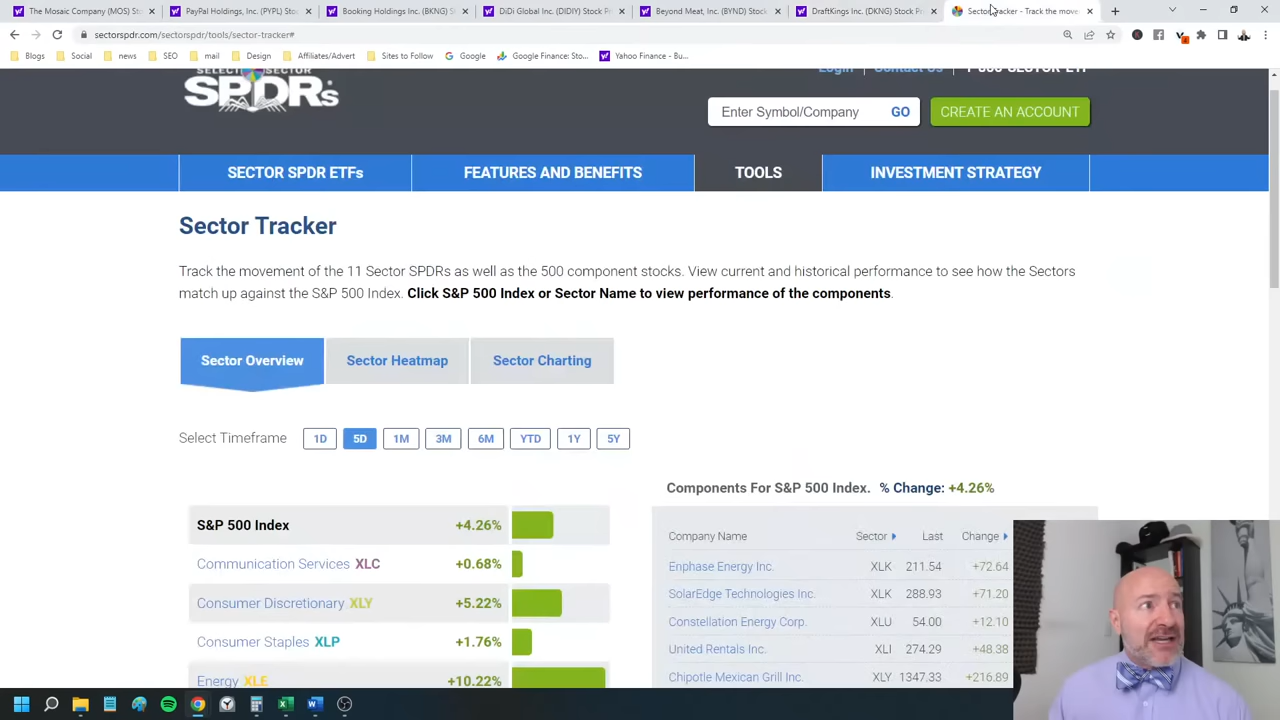 The Mosaic Company (MOS) S
PayPal Holdings, Inc. (PYPL) Stoc
Booking Holdings Inc. (BKNG) S
DiDi Global Inc. (DIDIY) Stock Pr
Beyond Meat, Inc. (BYND) Stock
DraftKings Inc. (DKNG) Stock Pr
Sector Tracker - Track the move
sectorspdr.com/sectorspdr/tools/sector-tracker#
Blogs
Social
news
SEO
mail
Design
Affiliates/Advert
Sites to Follow
Google
Google Finance: Sto...
Yahoo Finance - Bu...
SELECT SECTOR
SPDRs
Login
Contact Us
1-866-SECTOR-ETF
Enter Symbol/Company
GO
CREATE AN ACCOUNT
SECTOR SPDR ETFs
FEATURES AND BENEFITS
TOOLS
INVESTMENT STRATEGY
Sector Tracker
Track the movement of the 11 Sector SPDRs as well as the 500 component stocks. View current and historical performance to see how the Sectors
match up against the S&P 500 Index. Click S&P 500 Index or Sector Name to view performance of the components.
Sector Overview
Sector Heatmap
Sector Charting
Select Timeframe
1D
5D
1M
3M
6M
YTD
1Y
5Y
Components For S&P 500 Index. % Change: +4.26%
S&P 500 Index +4.26%
Communication Services XLC +0.68%
Consumer Discretionary XLY +5.22%
Consumer Staples XLP +1.76%
Energy XLE +10.22%
Company Name Sector Last Change
Enphase Energy Inc. XLK 211.54 +72.64
SolarEdge Technologies Inc. XLK 288.93 +71.20
Constellation Energy Corp. XLU 54.00 +12.10
United Rentals Inc. XLI 274.29 +48.38
Chipotle Mexican Grill Inc. XLY 1347.33 +216.89